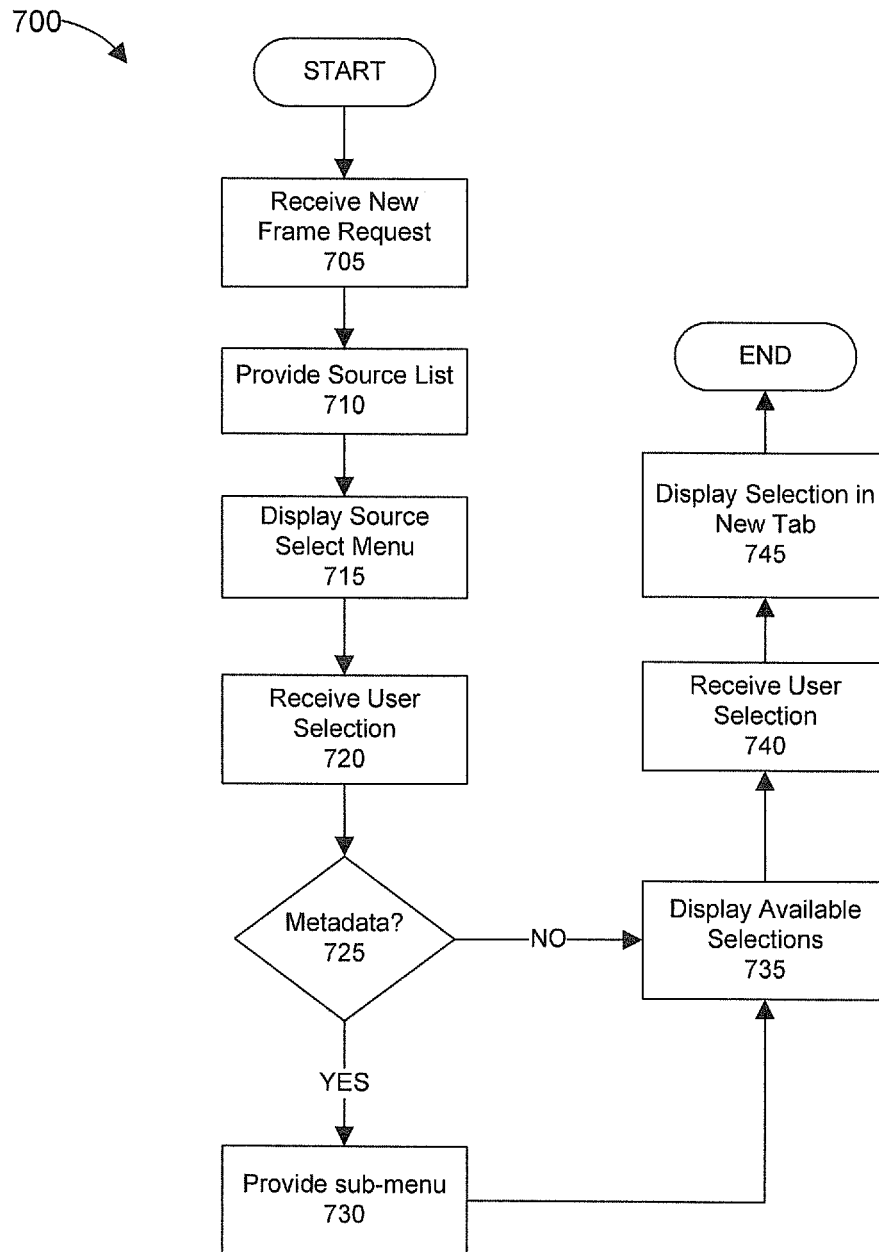 700
START
Receive New
Frame Request
705
Provide Source List
710
Display Source
Select Menu
715
Receive User
Selection
720
Metadata?
725
NO
YES
Provide sub-menu
730
END
Display Selection in
New Tab
745
Receive User
Selection
740
Display Available
Selections
735